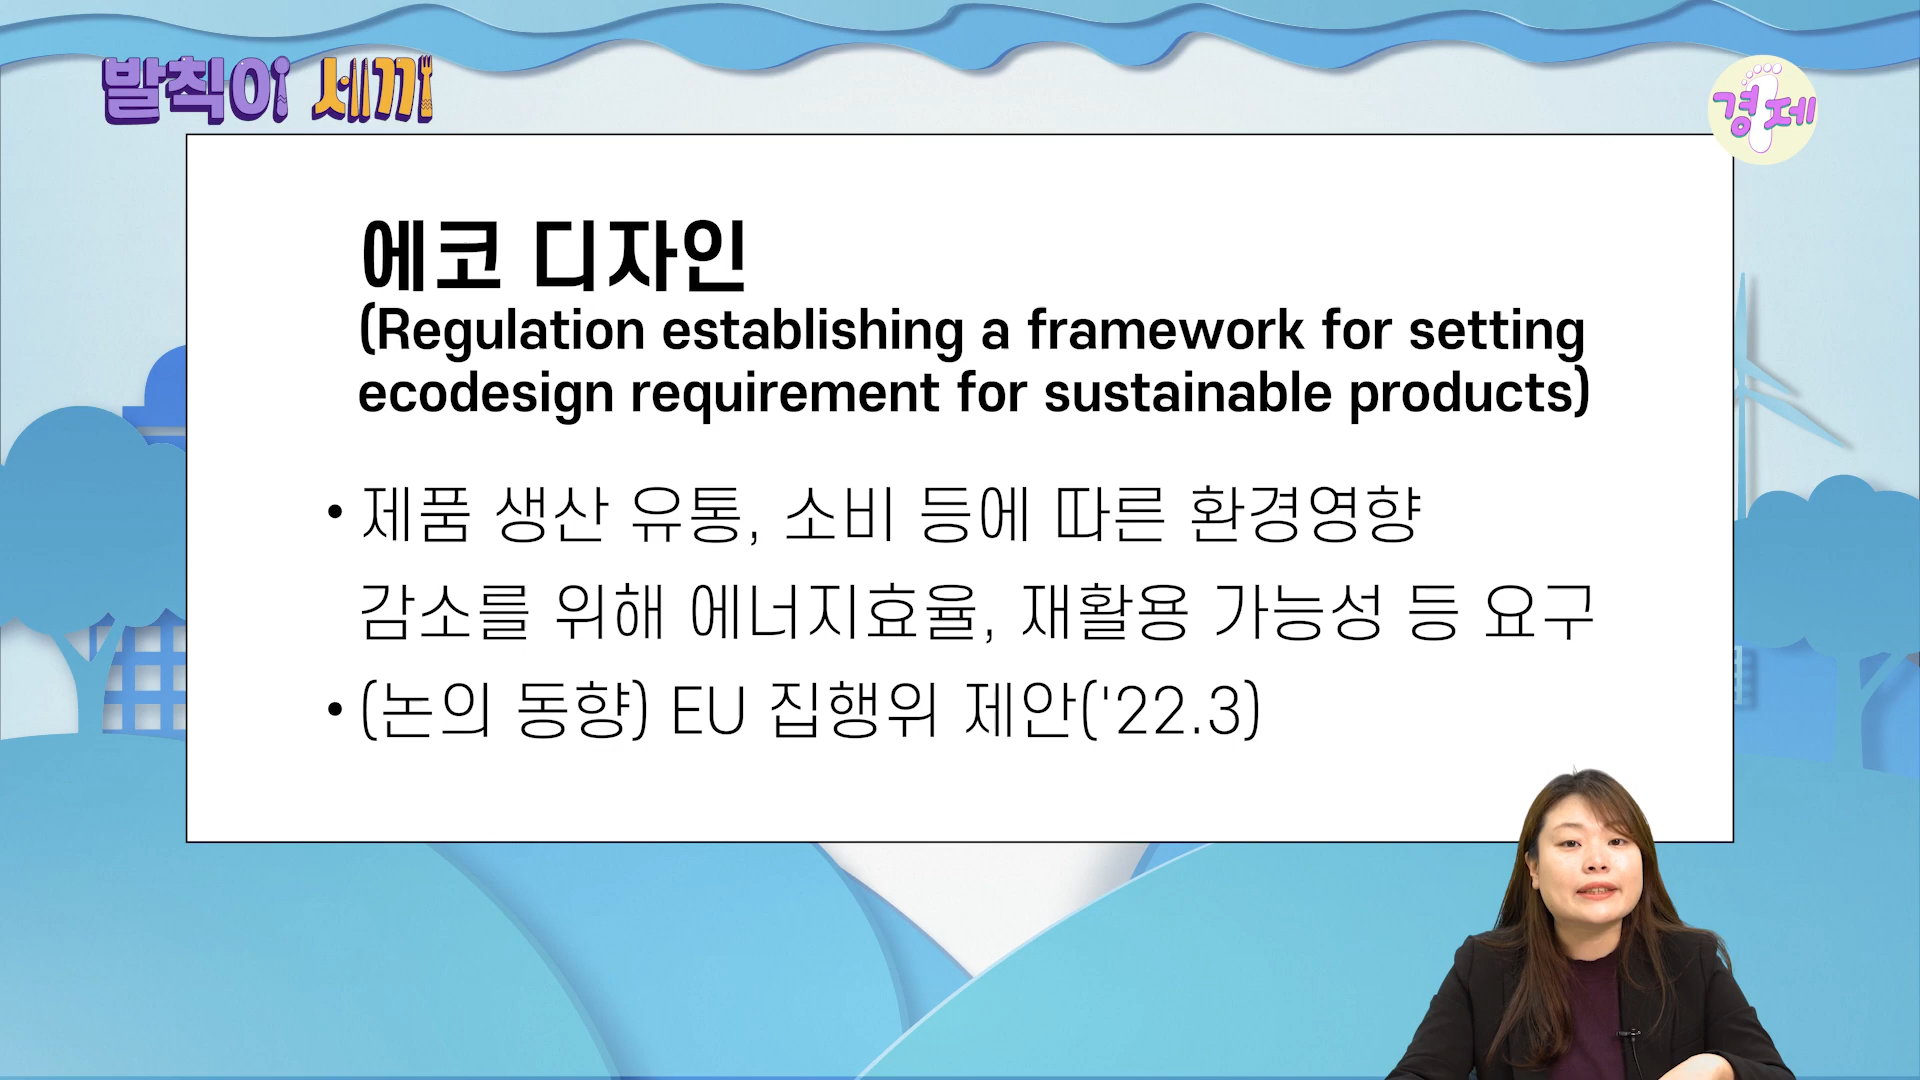 발칙이 세끼
경제
에코 디자인
(Regulation establishing a framework for setting
ecodesign requirement for sustainable products)
• 제품 생산 유통, 소비 등에 따른 환경영향
감소를 위해 에너지효율, 재활용 가능성 등 요구
• (논의 동향) EU 집행위 제안('22.3)